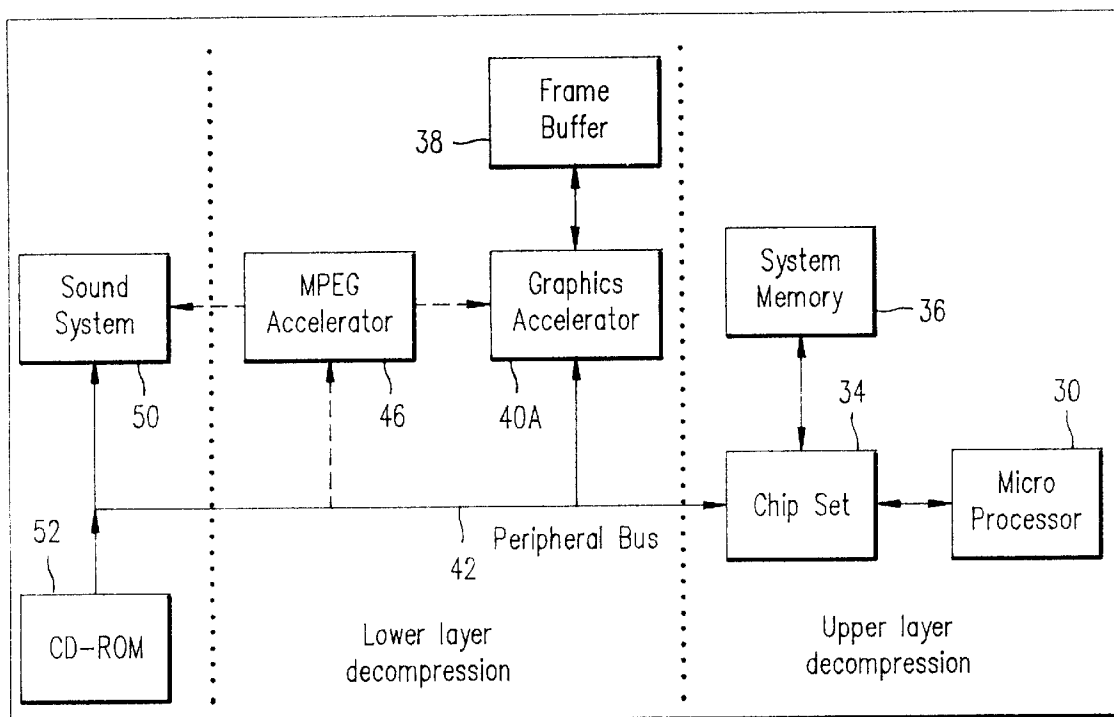 Frame
Buffer
38
Sound
System
50
MPEG
Accelerator
46
Graphics
Accelerator
40A
System
Memory
36
34
30
Chip Set
Micro
Processor
Peripheral Bus
42
52
CD-ROM
Lower layer
decompression
Upper layer
decompression